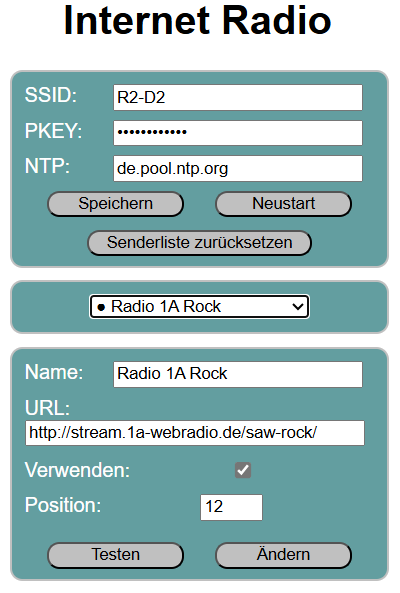 Internet Radio
SSID: R2-D2
PKEY: ••••••••••••
NTP: de.pool.ntp.org
Speichern Neustart
Senderliste zurücksetzen
● Radio 1A Rock
Name: Radio 1A Rock
URL:
http://stream.1a-webradio.de/saw-rock/
Verwenden:
Position: 12
Testen Ändern